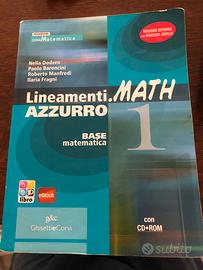 Matematica
Nella Dodero
Paolo Baroncini
Roberto Manfredi
Ilaria Fragni
EDIZIONE RIFORMA
Lineamenti.MATH
AZZURRO
BASE
matematica
1
libro
eBook
con
CD+ROM
g&c
Ghisetti e Corvi
subito